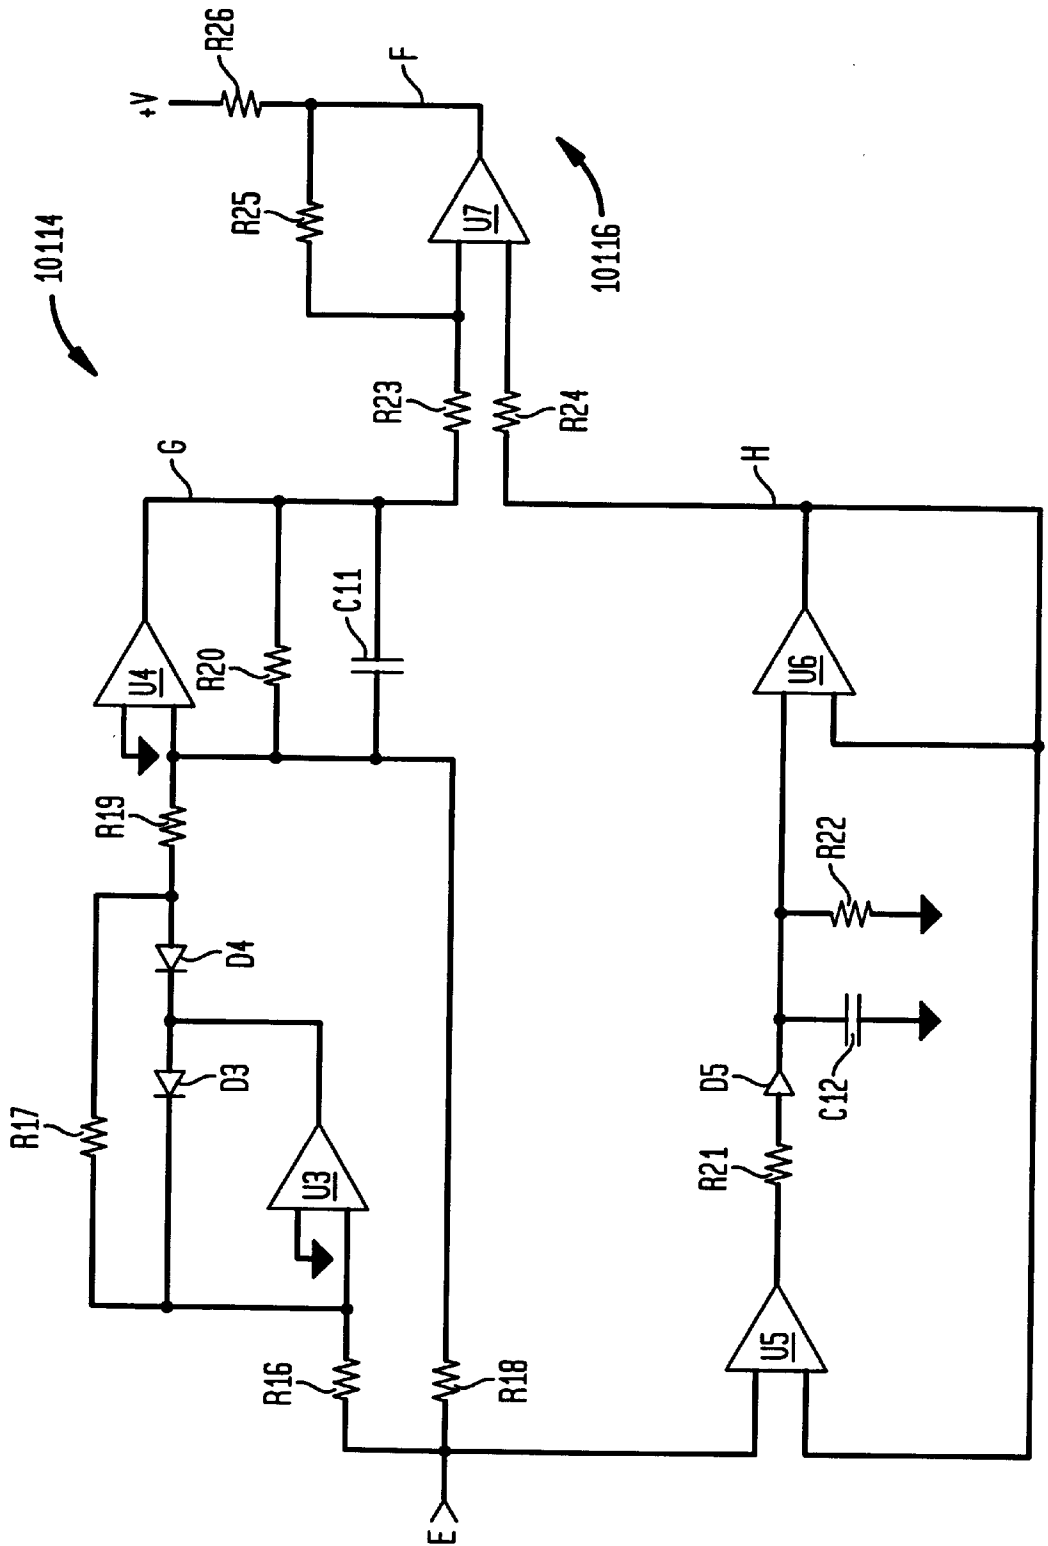 10114
+V
R26
F
R25
U7
10116
G
R23
R24
U4
R20
C11
R19
H
R17
D4
D3
U3
R16
R18
E
U6
R22
D5
C12
R21
U5